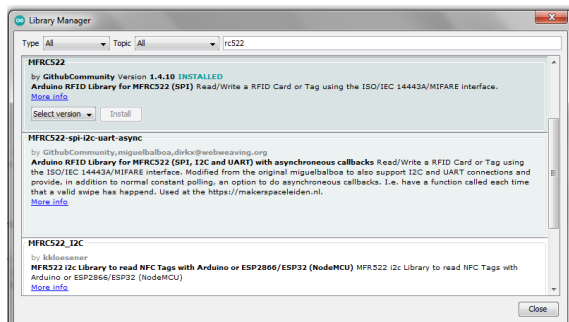 Library Manager
Type All Topic All rc522
MFRC522
by GithubCommunity Version 1.4.10 INSTALLED
Arduino RFID Library for MFRC522 (SPI) Read/Write a RFID Card or Tag using the ISO/IEC 14443A/MIFARE interface.
More info
Select version Install
MFRC522-spi-i2c-uart-async
by GithubCommunity,miguelbalboa,dirkx@webweaving.org
Arduino RFID Library for MFRC522 (SPI, I2C and UART) with asynchroneous callbacks Read/Write a RFID Card or Tag using
the ISO/IEC 14443A/MIFARE interface. Modified from the original miguelbalboa to also support I2C and UART connections and
provide, in addition to normal constant polling, an option to do asynchroneous callbacks. I.e. have a function called each time
that a valid swipe has happend. Used at the https://makerspaceleiden.nl.
More info
MFRC522_I2C
by kkloesener
MFR522 i2c Library to read NFC Tags with Arduino or ESP2866/ESP32 (NodeMCU) MFR522 i2c Library to read NFC Tags with
Arduino or ESP2866/ESP32 (NodeMCU)
More info
Close